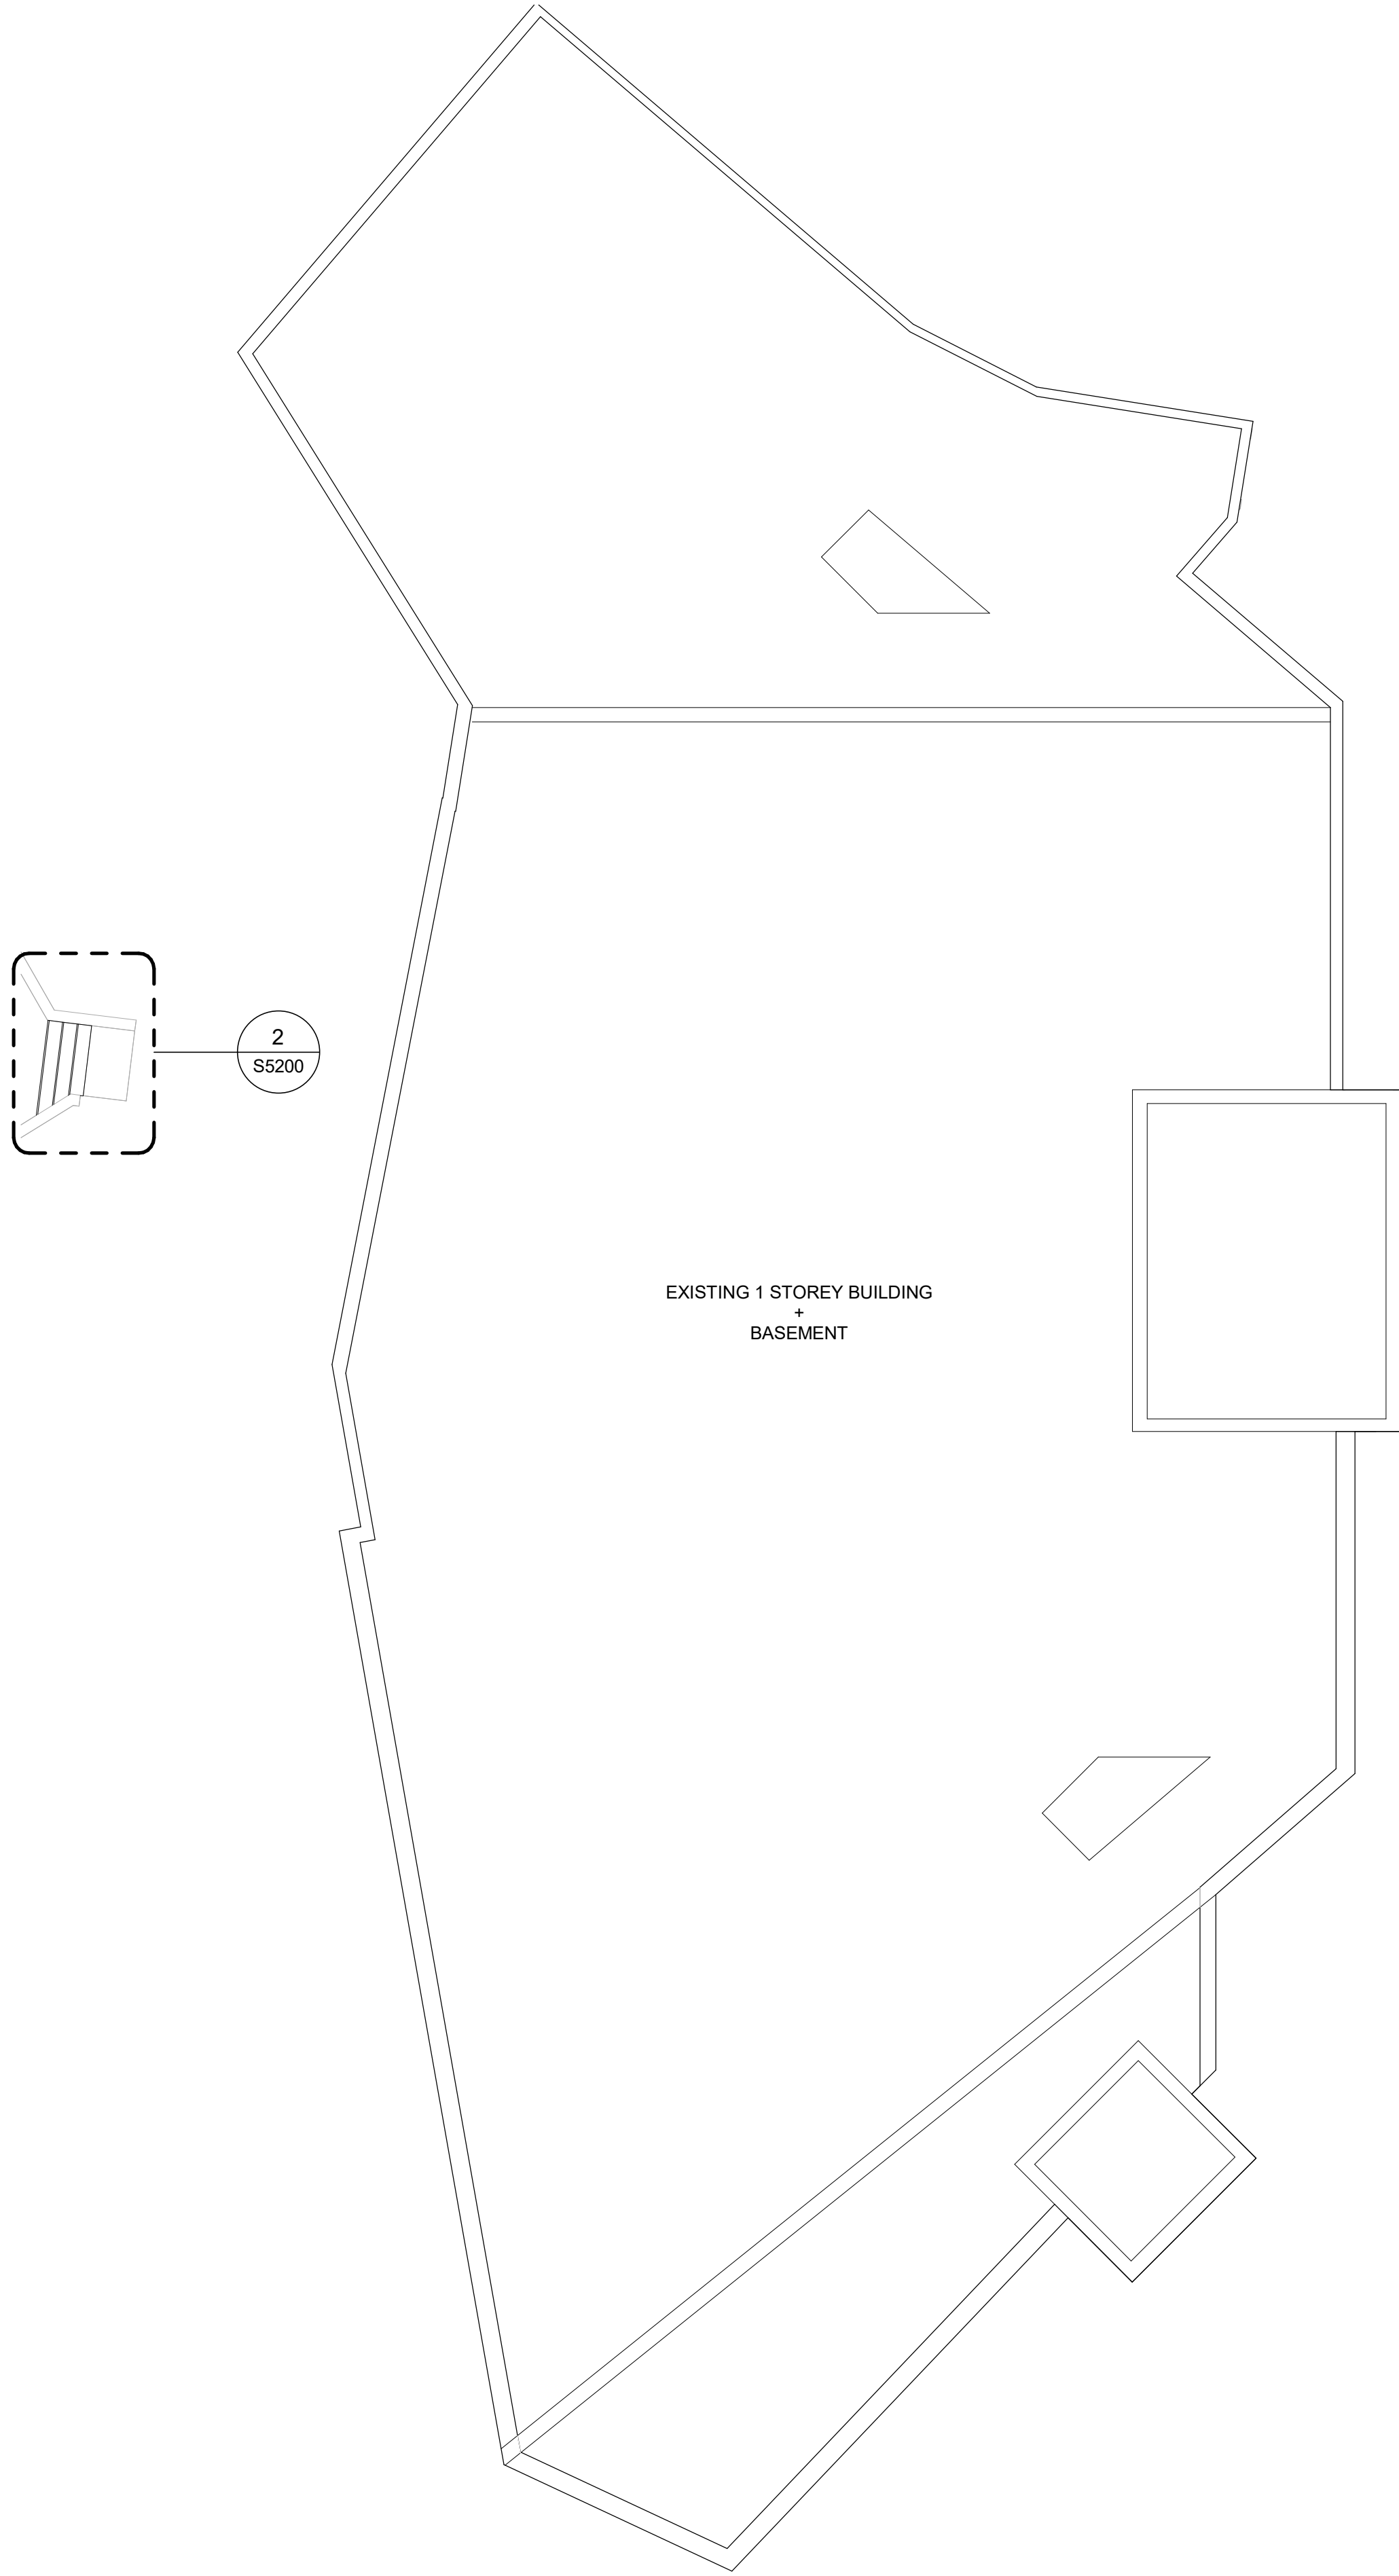 2
S5200
EXISTING 1 STOREY BUILDING
+
BASEMENT